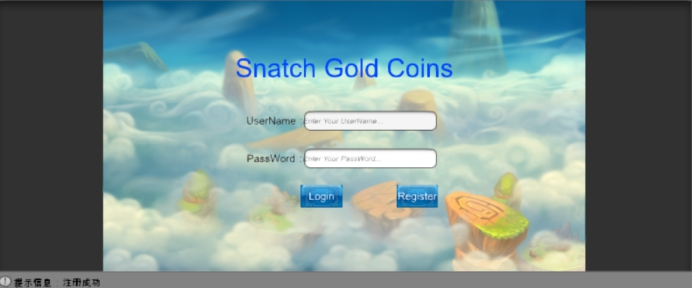 Snatch Gold Coins
UserName : Enter Your UserName...
PassWord : Enter Your PassWord...
Login Register
提示信息：注册成功